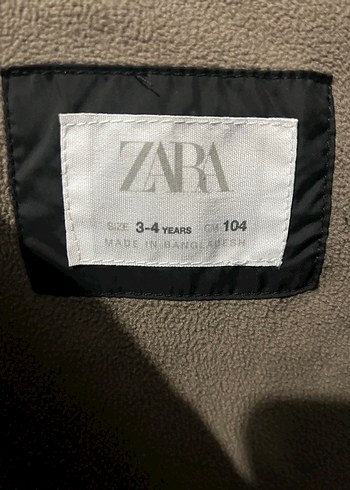 ZARA
SIZE 3-4 YEARS CM 104
MADE IN BANGLADESH